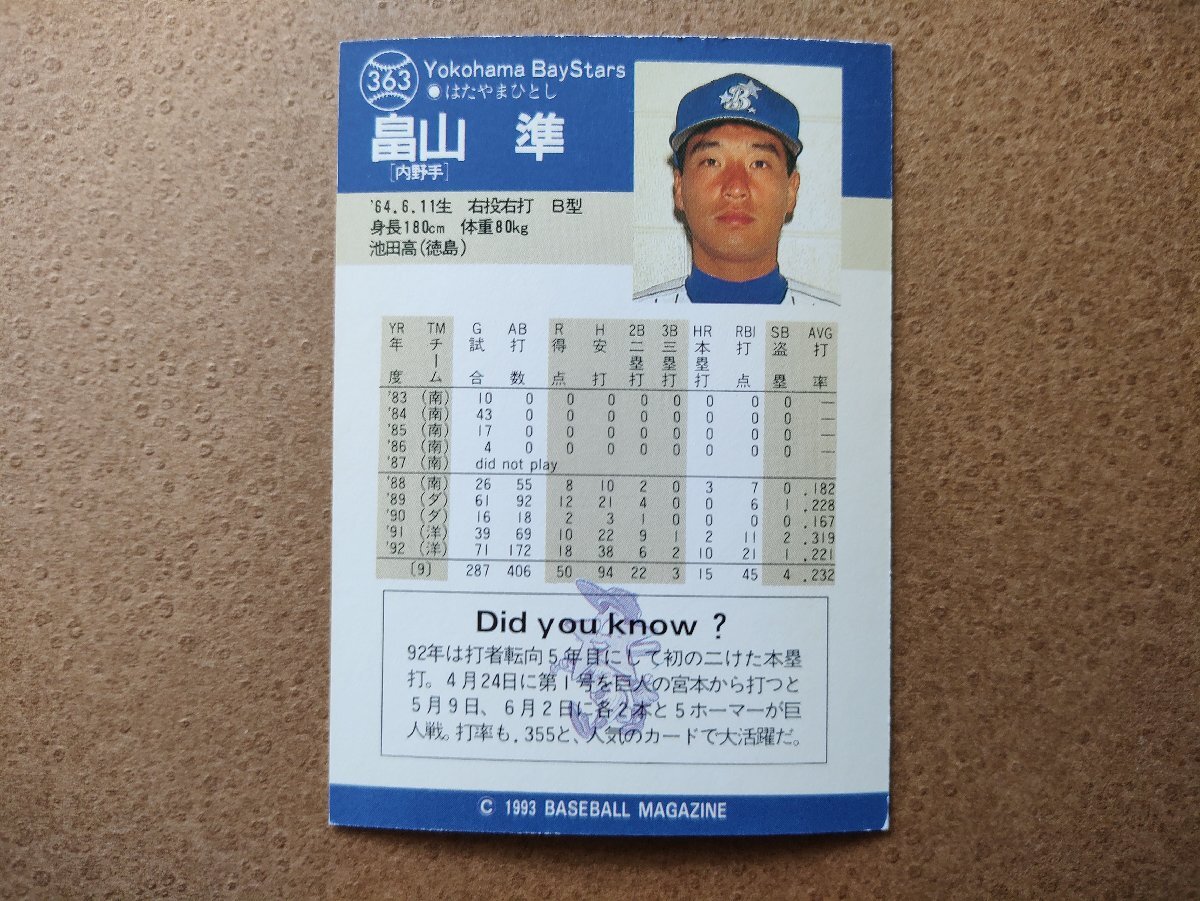 363
Yokohama BayStars
●はたやまひとし
畠山 準
[内野手]
'64.6.11生 右投右打 B型
身長180cm 体重80kg
池田高(徳島)
YR TM G AB R H 2B 3B HR RBI SB AVG
年度 チーム 試合 打数 得点 安打 二塁打 三塁打 本塁打 打点 盗塁 打率
'83 (南) 10 0 0 0 0 0 0 0 0 —
'84 (南) 43 0 0 0 0 0 0 0 0 —
'85 (南) 17 0 0 0 0 0 0 0 0 —
'86 (南) 4 0 0 0 0 0 0 0 0 —
'87 (南) did not play
'88 (南) 26 55 8 10 2 0 3 7 0 .182
'89 (ダ) 61 92 12 21 4 0 0 6 1 .228
'90 (ダ) 16 18 2 3 1 0 0 0 0 .167
'91 (洋) 39 69 10 22 9 1 2 11 2 .319
'92 (洋) 71 172 18 38 6 2 10 21 1 .221
[9] 287 406 50 94 22 3 15 45 4 .232
Did you know ?
92年は打者転向5年目にして初の二けた本塁
打。4月24日に第1号を巨人の宮本から打つと
5月9日、6月2日に各2本と5ホーマーが巨
人戦。打率も.355と、人気のカードで大活躍だ。
© 1993 BASEBALL MAGAZINE